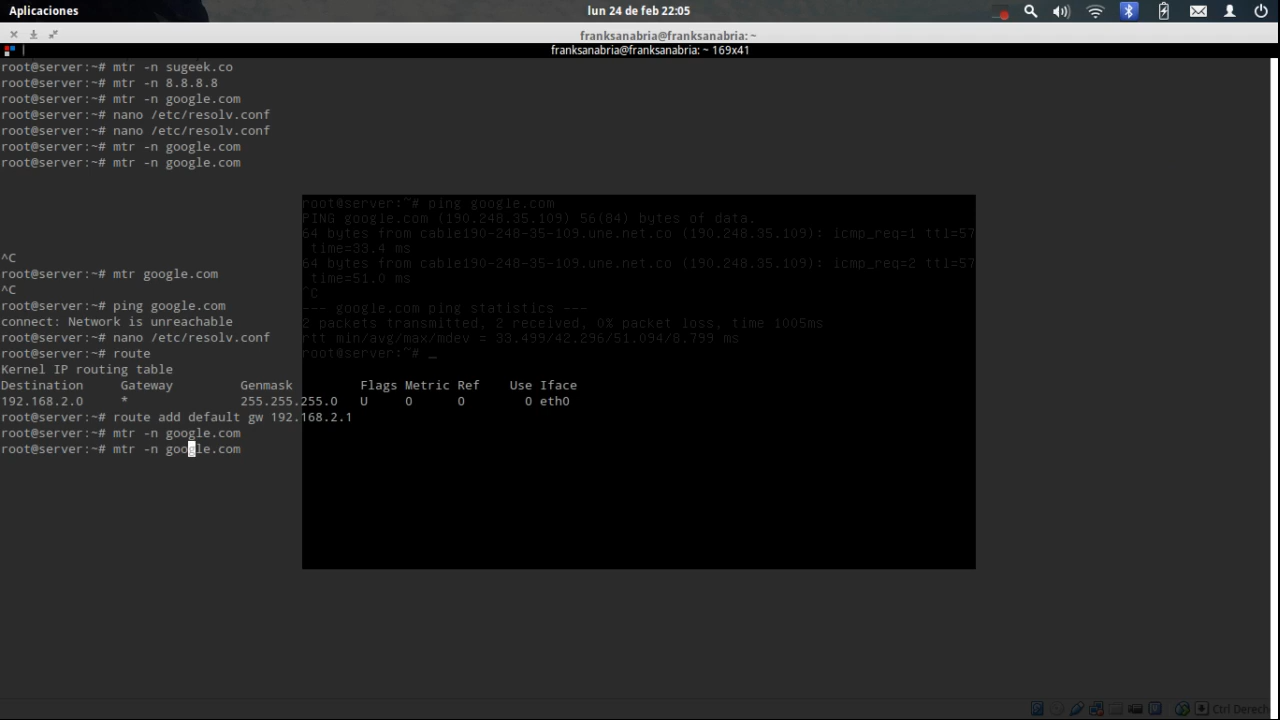 Aplicaciones
lun 24 de feb 22:05
franksanabria@franksanabria: ~
franksanabria@franksanabria: ~ 169x41
root@server:~# mtr -n sugeek.co
root@server:~# mtr -n 8.8.8.8
root@server:~# mtr -n google.com
root@server:~# nano /etc/resolv.conf
root@server:~# nano /etc/resolv.conf
root@server:~# mtr -n google.com
root@server:~# mtr -n google.com
^C
root@server:~# mtr google.com
^C
root@server:~# ping google.com
connect: Network is unreachable
root@server:~# nano /etc/resolv.conf
root@server:~# route
Kernel IP routing table
Destination Gateway Genmask Flags Metric Ref Use Iface
192.168.2.0 * 255.255.255.0 U 0 0 0 eth0
root@server:~# route add default gw 192.168.2.1
root@server:~# mtr -n google.com
root@server:~# mtr -n google.com
root@server:~# ping google.com
PING google.com (190.248.35.109) 56(84) bytes of data.
64 bytes from cable190-248-35-109.une.net.co (190.248.35.109): icmp_req=1 ttl=57
time=33.4 ms
64 bytes from cable190-248-35-109.une.net.co (190.248.35.109): icmp_req=2 ttl=57
time=51.0 ms
^C
--- google.com ping statistics ---
2 packets transmitted, 2 received, 0% packet loss, time 1005ms
rtt min/avg/max/mdev = 33.499/42.296/51.094/8.799 ms
root@server:~# _
Ctrl Derech